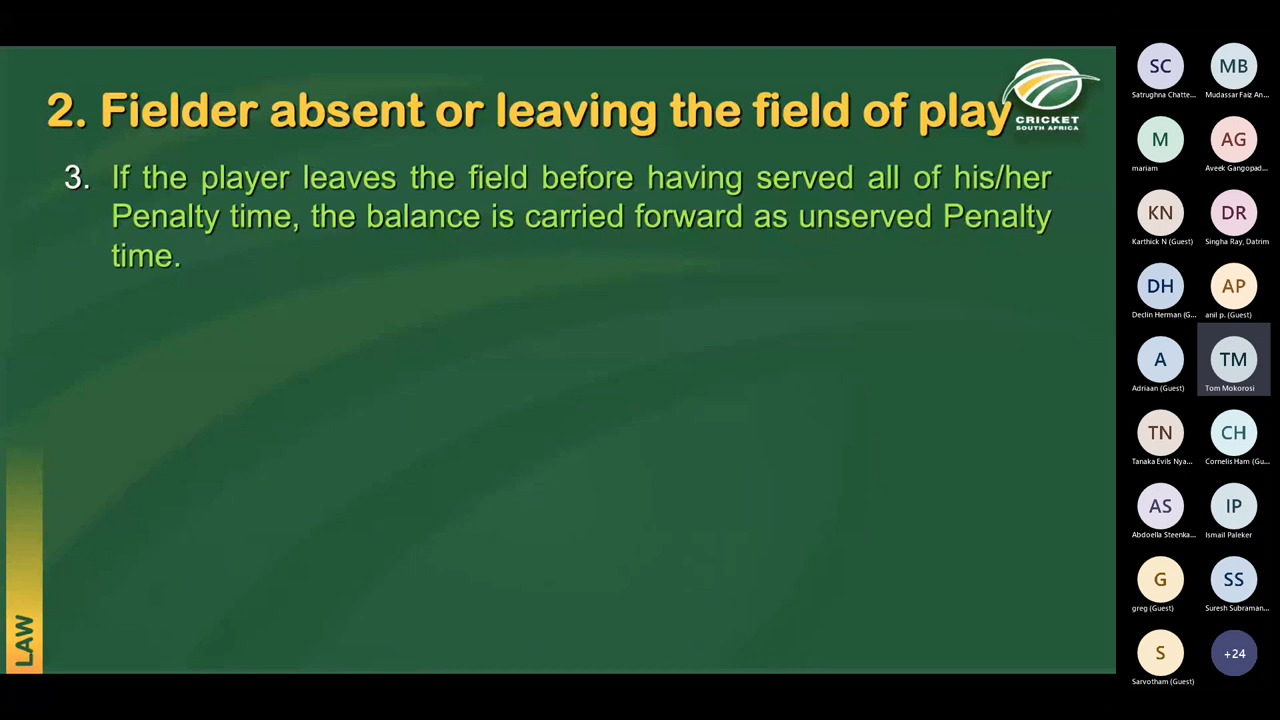 2. Fielder absent or leaving the field of play
CRICKET
SOUTH AFRICA
3. If the player leaves the field before having served all of his/her
Penalty time, the balance is carried forward as unserved Penalty
time.
LAW
SC
Satrughna Chatte...
MB
Mudassar Faiz An...
M
mariam
AG
Aveek Gangopad...
KN
Karthick N (Guest)
DR
Singha Ray, Datrim
DH
Declin Herman (G...
AP
anil p. (Guest)
A
Adriaan (Guest)
TM
Tom Mokorosi
TN
Tanaka Evils Nya...
CH
Cornelis Ham (Gu...
AS
Abdoella Steenka...
IP
Ismail Paleker
G
greg (Guest)
SS
Suresh Subraman...
S
Sarvotham (Guest)
+24